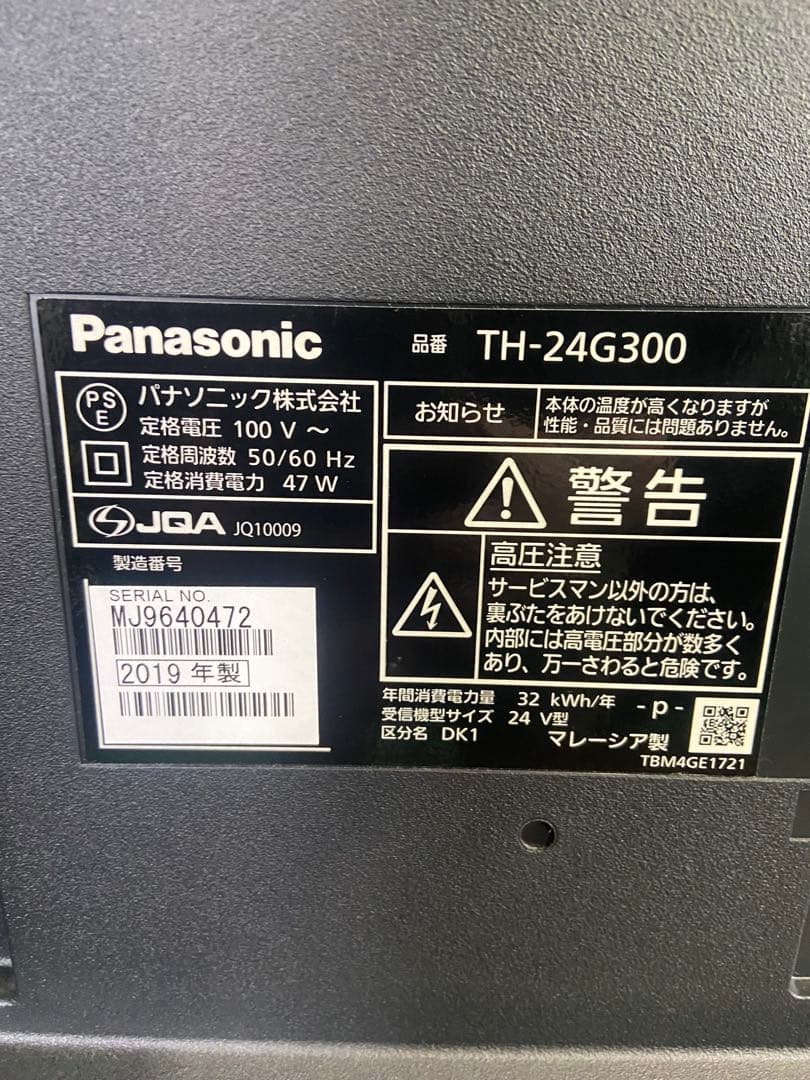 Panasonic
品番 TH-24G300
PS
E
パナソニック株式会社
定格電圧 100 V ～
定格周波数 50/60 Hz
定格消費電力 47 W
JQA JQ10009
製造番号
SERIAL NO.
MJ9640472
2019 年製
お知らせ
本体の温度が高くなりますが
性能・品質には問題ありません。
警告
高圧注意
サービスマン以外の方は、
裏ぶたをあけないでください。
内部には高電圧部分が数多く
あり、万一さわると危険です。
年間消費電力量 32 kWh/年
受信機型サイズ 24 V型
区分名 DK1
-p-
マレーシア製
TBM4GE1721